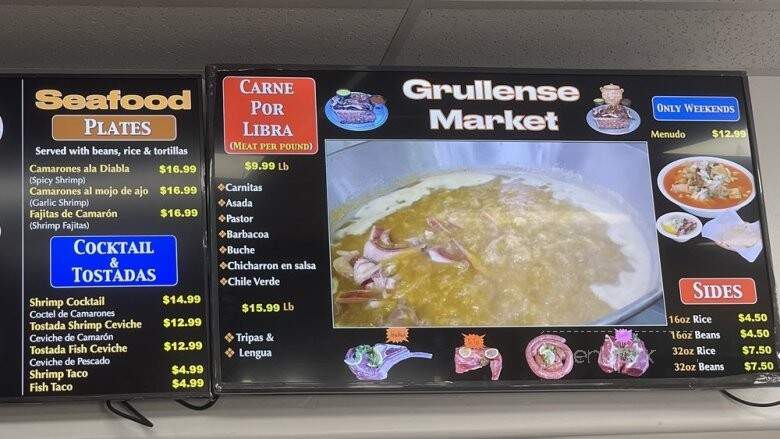 Seafood
PLATES
Served with beans, rice & tortillas
Camarones ala Diabla $16.99
(Spicy Shrimp)
Camarones al mojo de ajo $16.99
(Garlic Shrimp)
Fajitas de Camarón $16.99
(Shrimp Fajitas)
COCKTAIL
&
TOSTADAS
Shrimp Cocktail $14.99
Coctel de Camarones
Tostada Shrimp Ceviche $12.99
Ceviche de Camarón
Tostada Fish Ceviche $12.99
Ceviche de Pescado
Shrimp Taco $4.99
Fish Taco $4.99
CARNE
POR
LIBRA
(MEAT PER POUND)
$9.99 Lb
Carnitas
Asada
Pastor
Barbacoa
Buche
Chicharron en salsa
Chile Verde
$15.99 Lb
Tripas &
Lengua
Grullense
Market
ONLY WEEKENDS
Menudo $12.99
SIDES
16oz Rice $4.50
16oz Beans $4.50
32oz Rice $7.50
32oz Beans $7.50